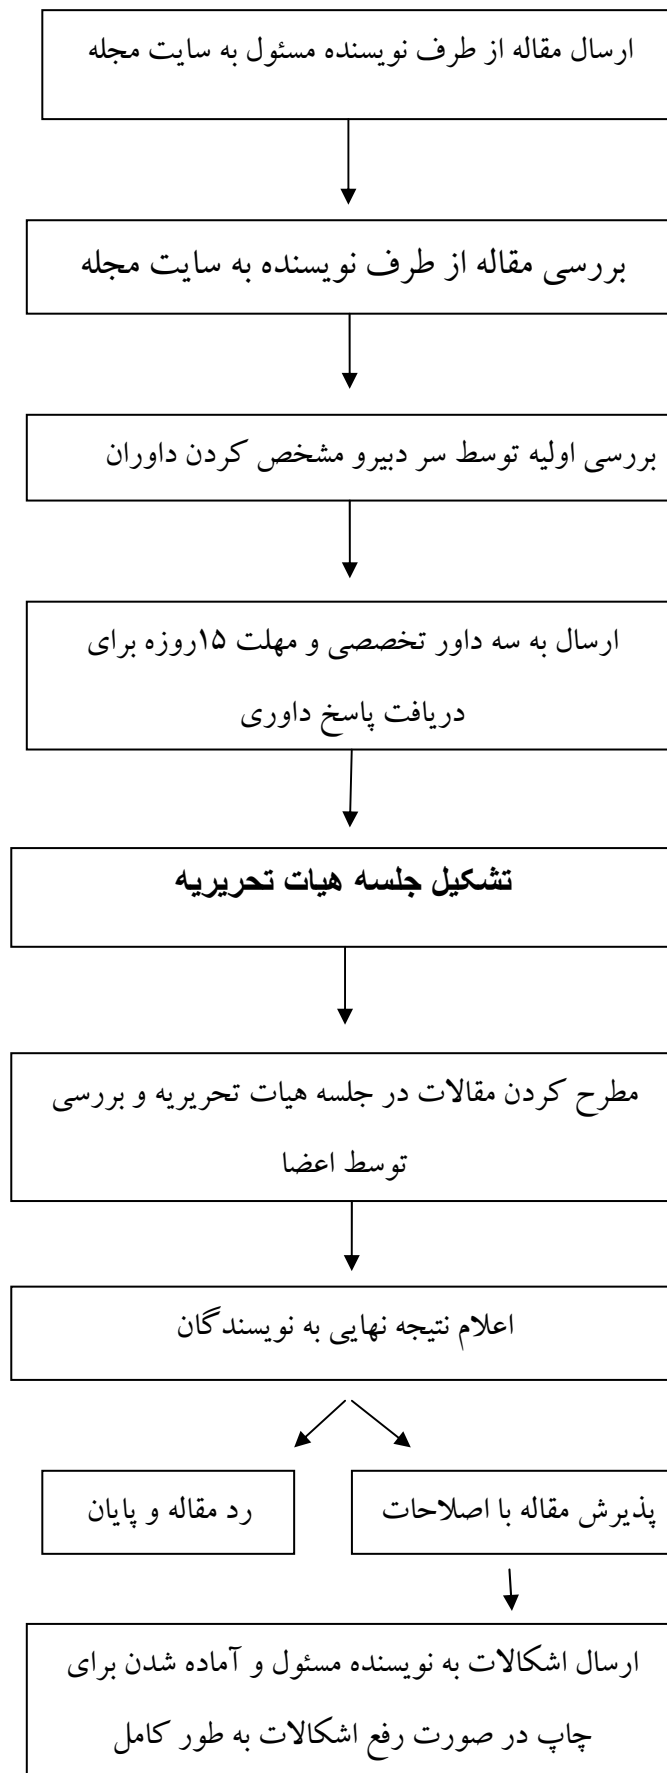 ارسال مقاله از طرف نویسنده مسئول به سایت مجله
بررسی مقاله از طرف نویسنده به سایت مجله
بررسی اولیه توسط سر دبیرو مشخص کردن داوران
ارسال به سه داور تخصصی و مهلت ۱۵روزه برای
دریافت پاسخ داوری
تشکیل جلسه هیات تحریریه
مطرح کردن مقالات در جلسه هیات تحریریه و بررسی
توسط اعضا
اعلام نتیجه نهایی به نویسندگان
پذیرش مقاله با اصلاحات
رد مقاله و پایان
ارسال اشکالات به نویسنده مسئول و آماده شدن برای
چاپ در صورت رفع اشکالات به طور کامل